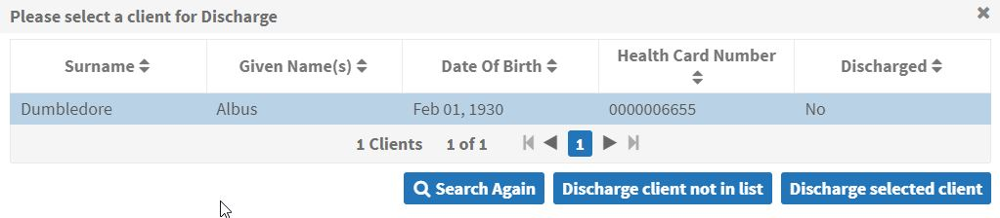 Please select a client for Discharge
Surname Given Name(s) Date Of Birth Health Card Number Discharged
Dumbledore Albus Feb 01, 1930 0000006655 No
1 Clients 1 of 1 1
Search Again Discharge client not in list Discharge selected client